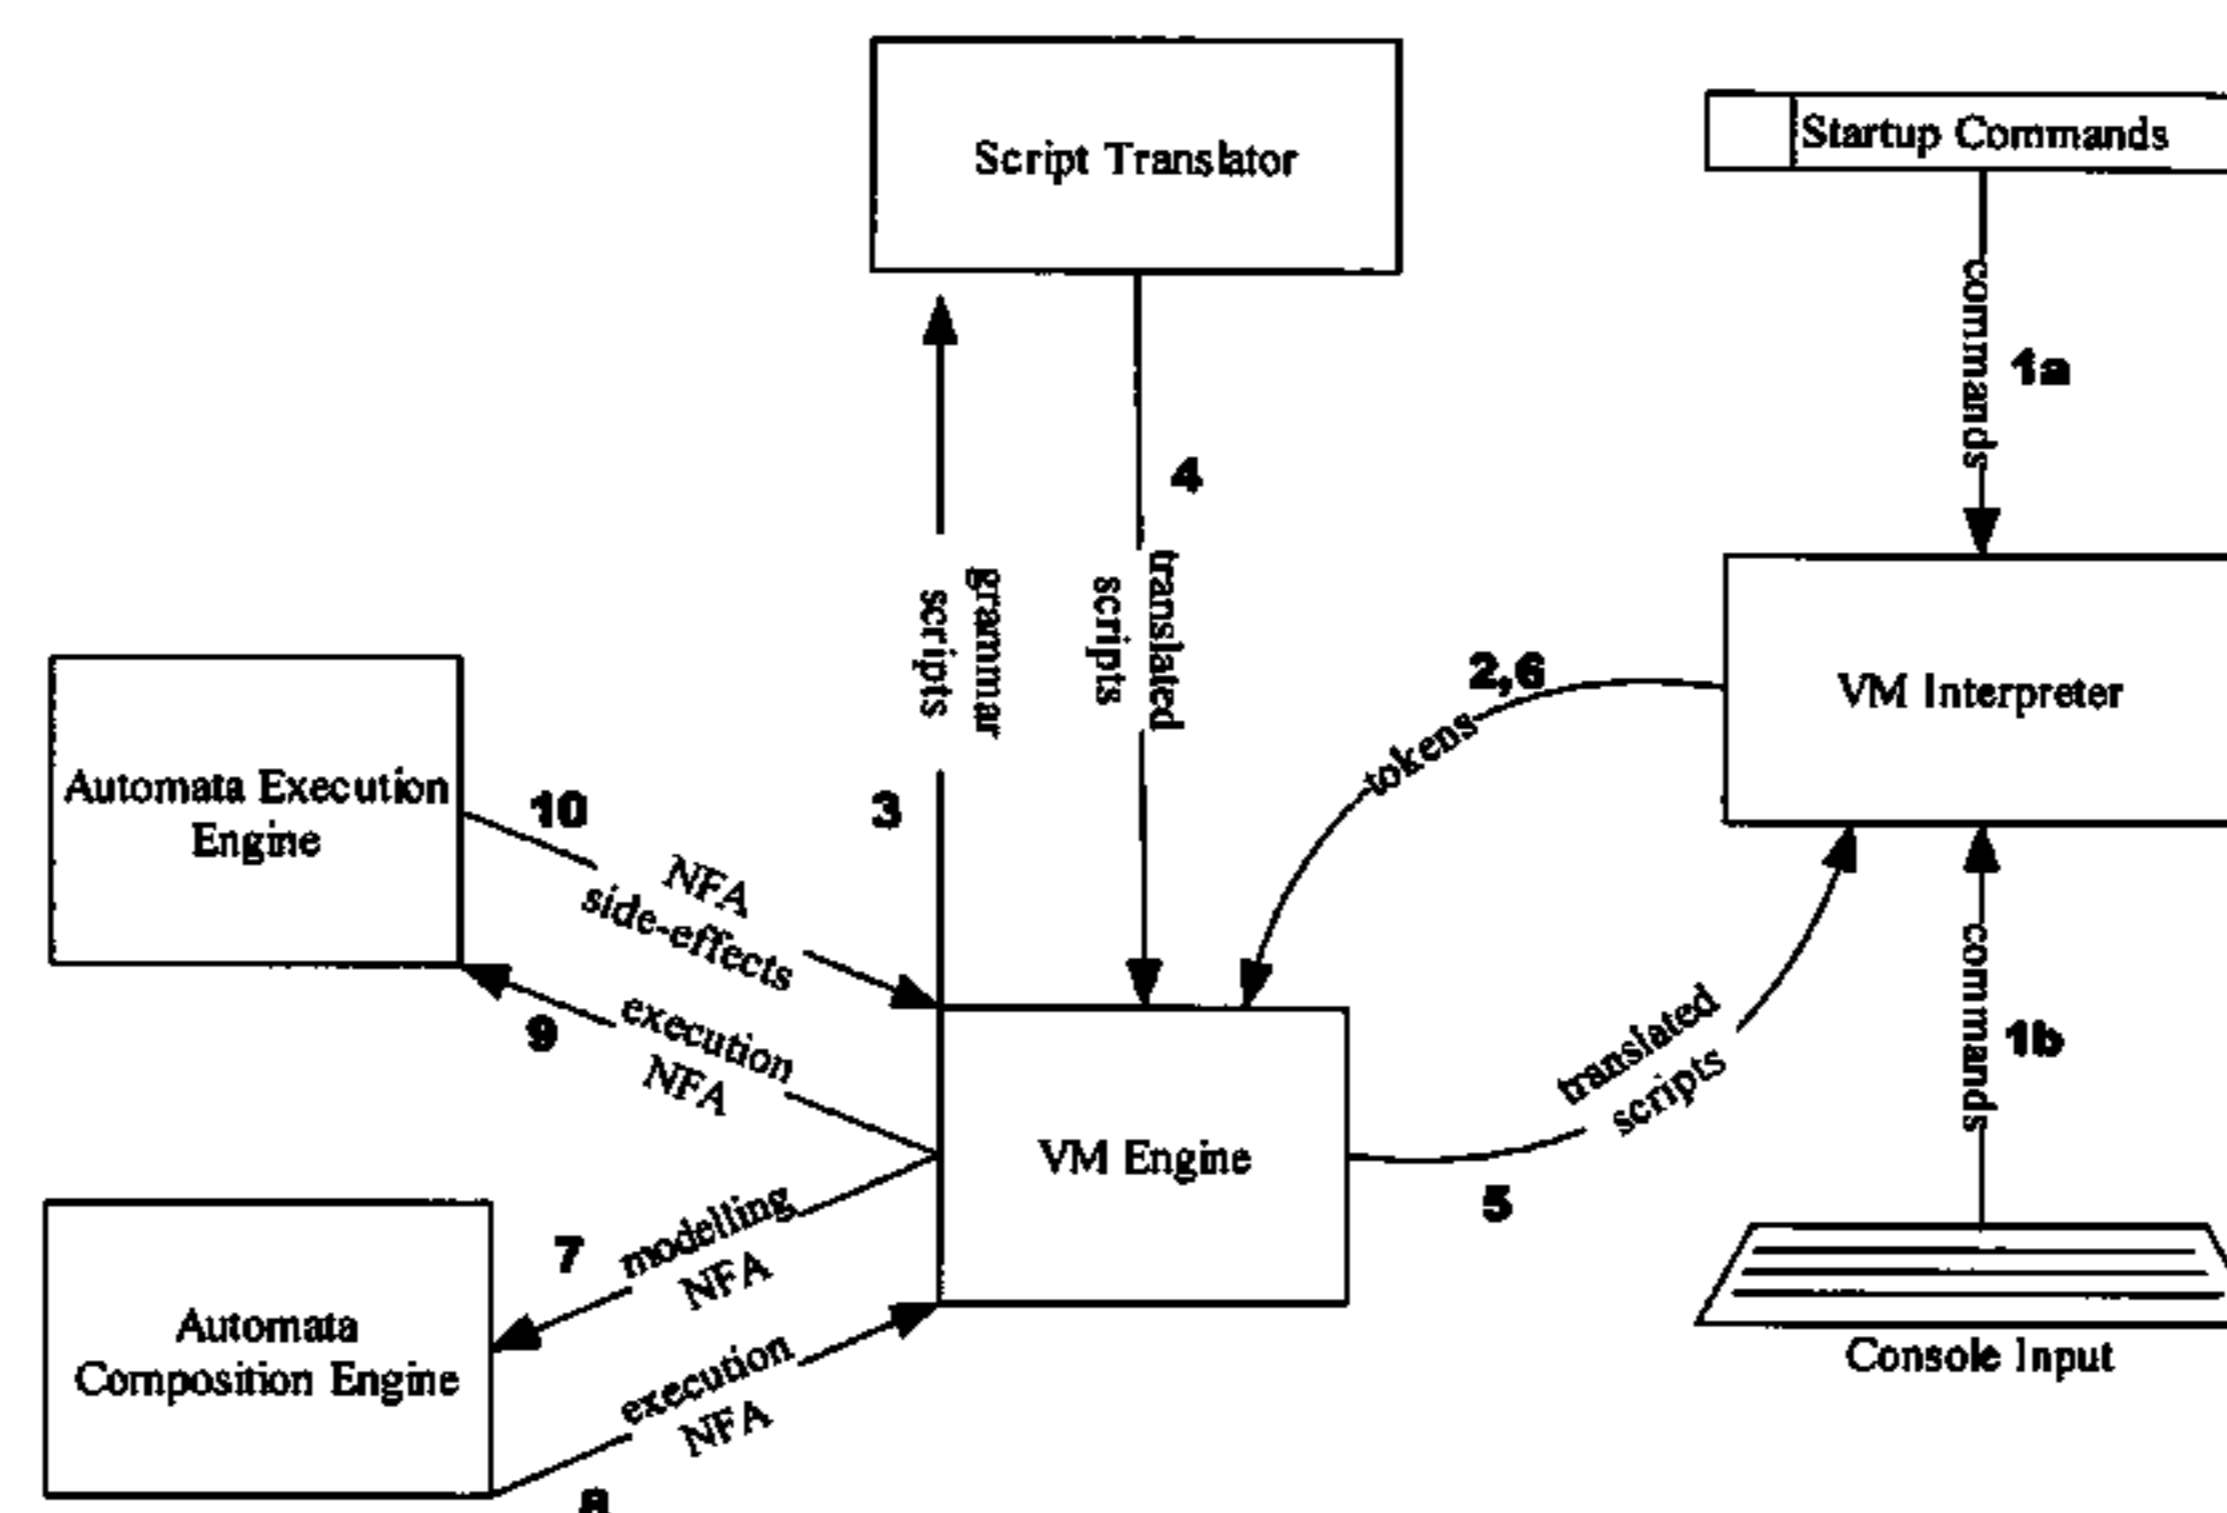 Script Translator
Startup Commands
commands
1a
4
grammar
scripts
translated
scripts
2,6
tokens
VM Interpreter
Automata Execution
Engine
10
3
NFA
side-effects
9
execution
NFA
VM Engine
translated
scripts
5
commands
1b
7
modelling
NFA
Automata
Composition Engine
execution
NFA
Console Input